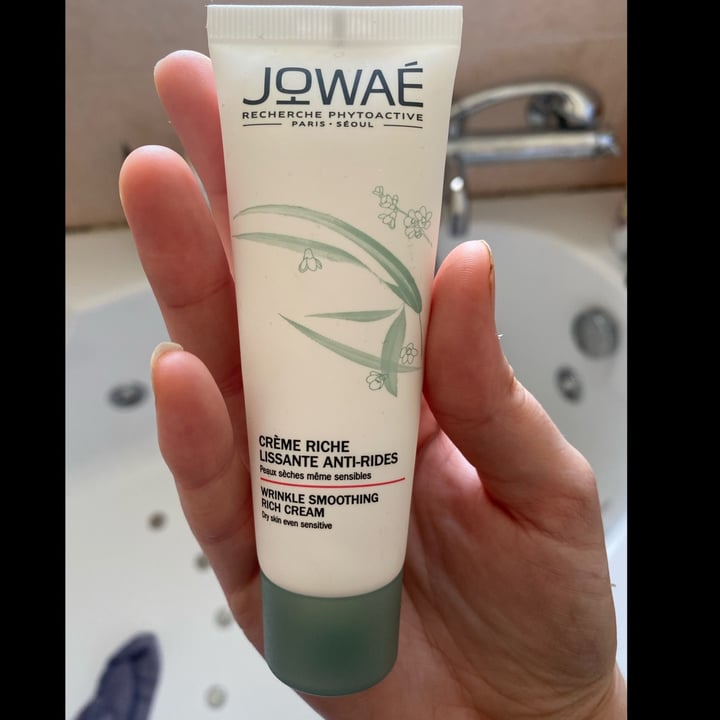 JOWAÉ
RECHERCHE PHYTOACTIVE
PARIS • SÉOUL
CRÈME RICHE
LISSANTE ANTI-RIDES
Peaux sèches même sensibles
WRINKLE SMOOTHING
RICH CREAM
Dry skin even sensitive